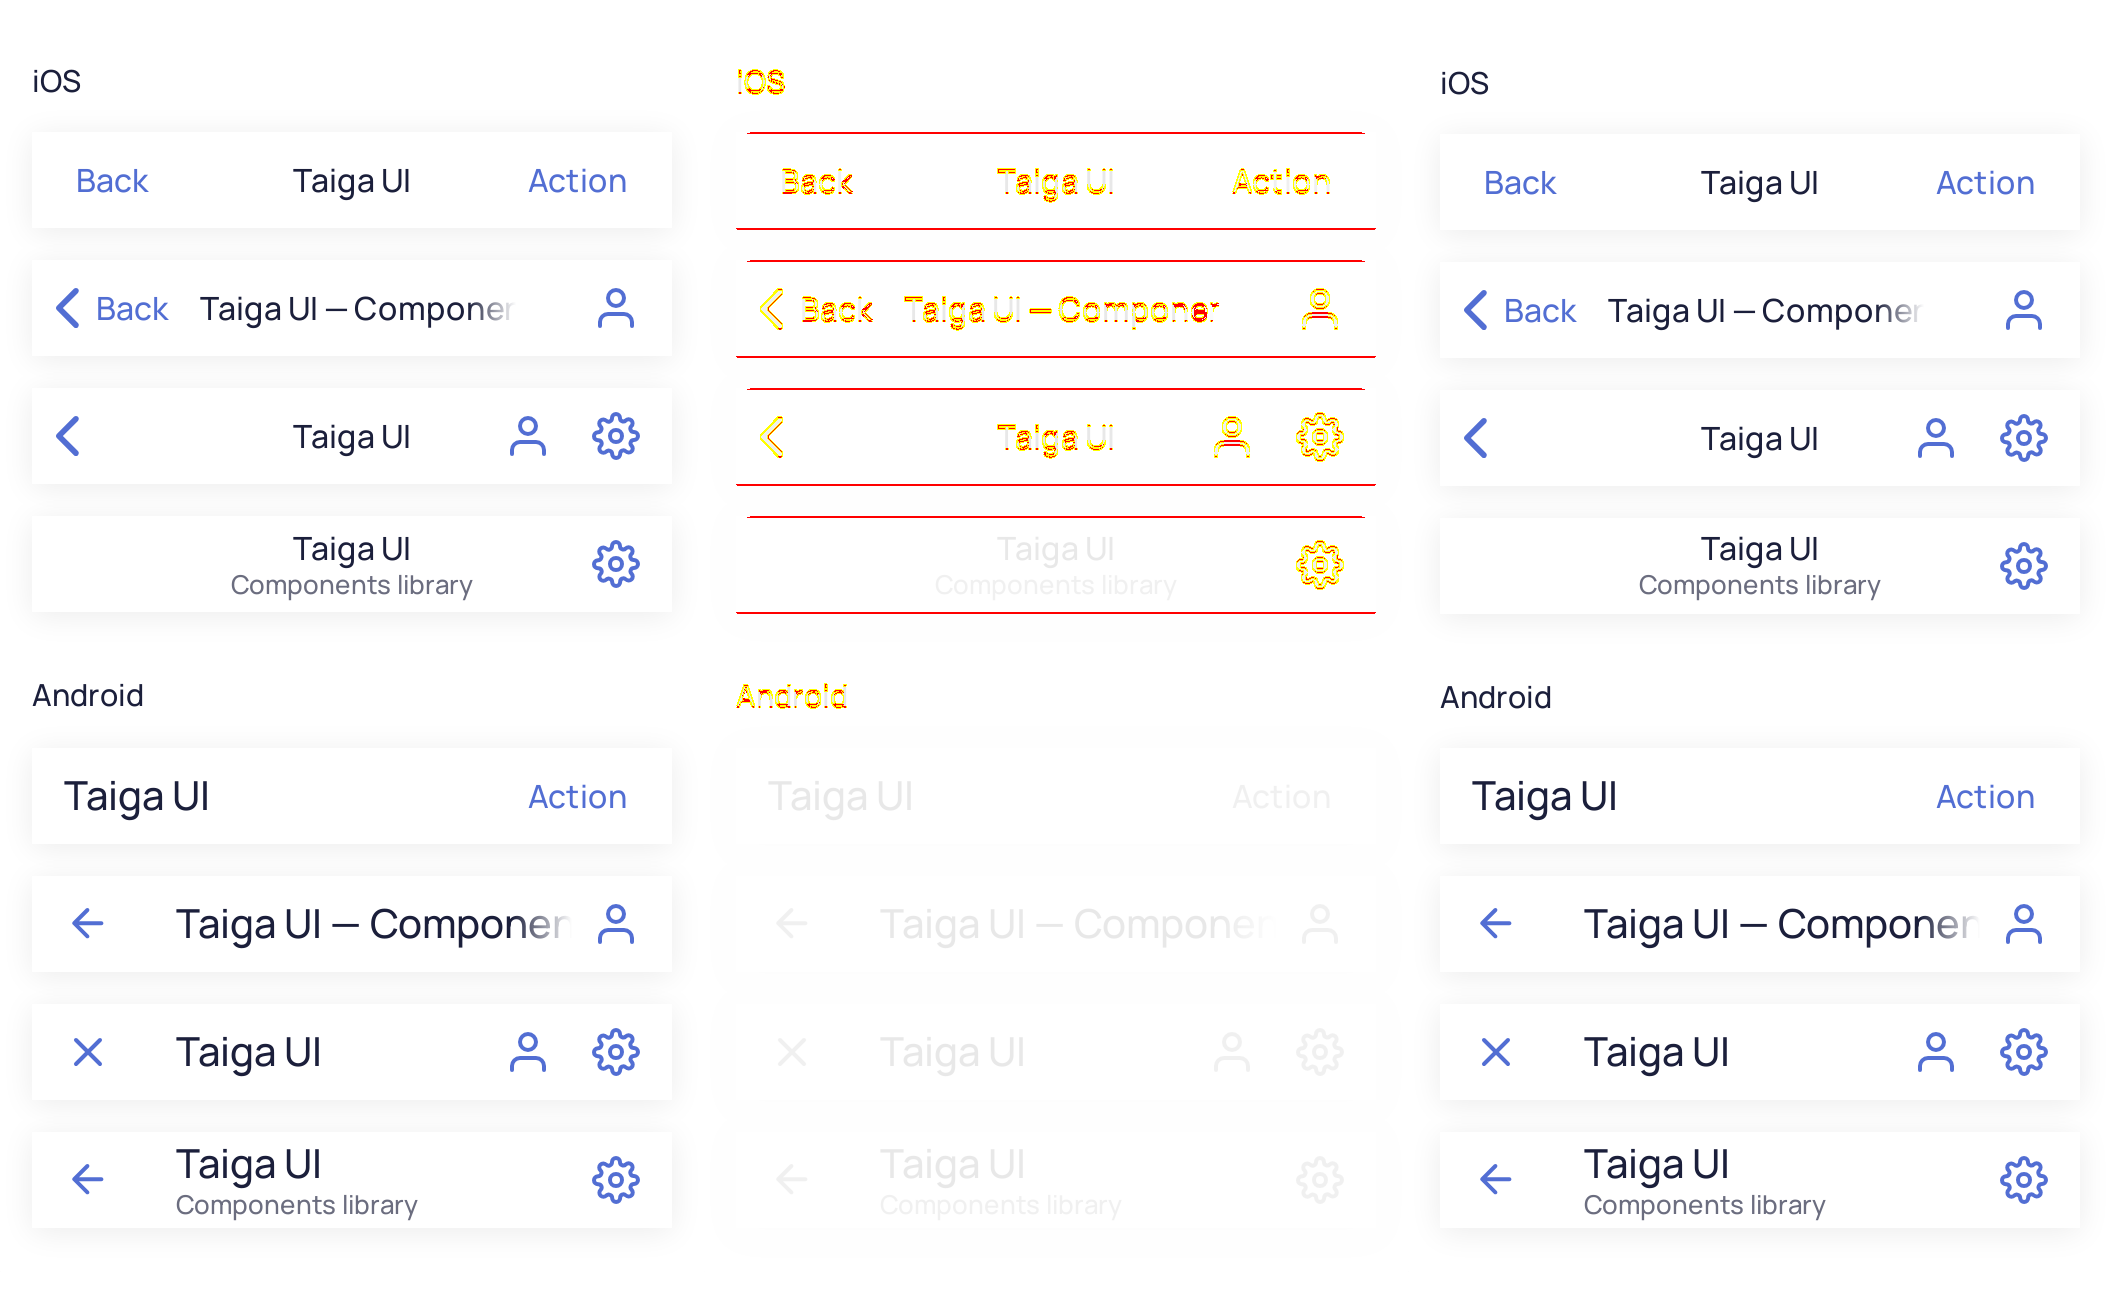 iOS
Back Taiga UI Action
Back Taiga UI — Componer
Taiga UI
Taiga UI
Components library
Android
Taiga UI Action
Taiga UI — Componen
Taiga UI
Taiga UI
Components library
iOS
Back Taiga UI Action
Back Taiga UI — Componer
Taiga UI
Taiga UI
Components library
Android
Taiga UI Action
Taiga UI — Componen
Taiga UI
Taiga UI
Components library
iOS
Back Taiga UI Action
Back Taiga UI — Componer
Taiga UI
Taiga UI
Components library
Android
Taiga UI Action
Taiga UI — Componen
Taiga UI
Taiga UI
Components library